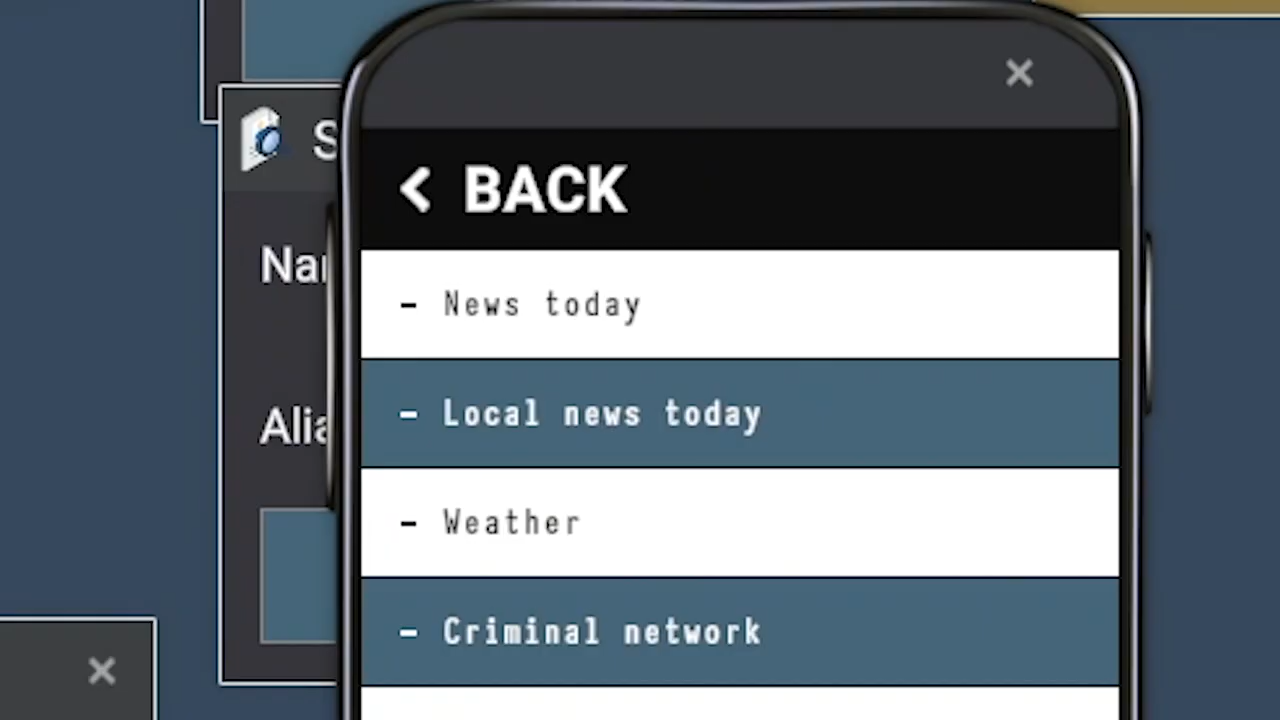 BACK
- News today
- Local news today
- Weather
- Criminal network